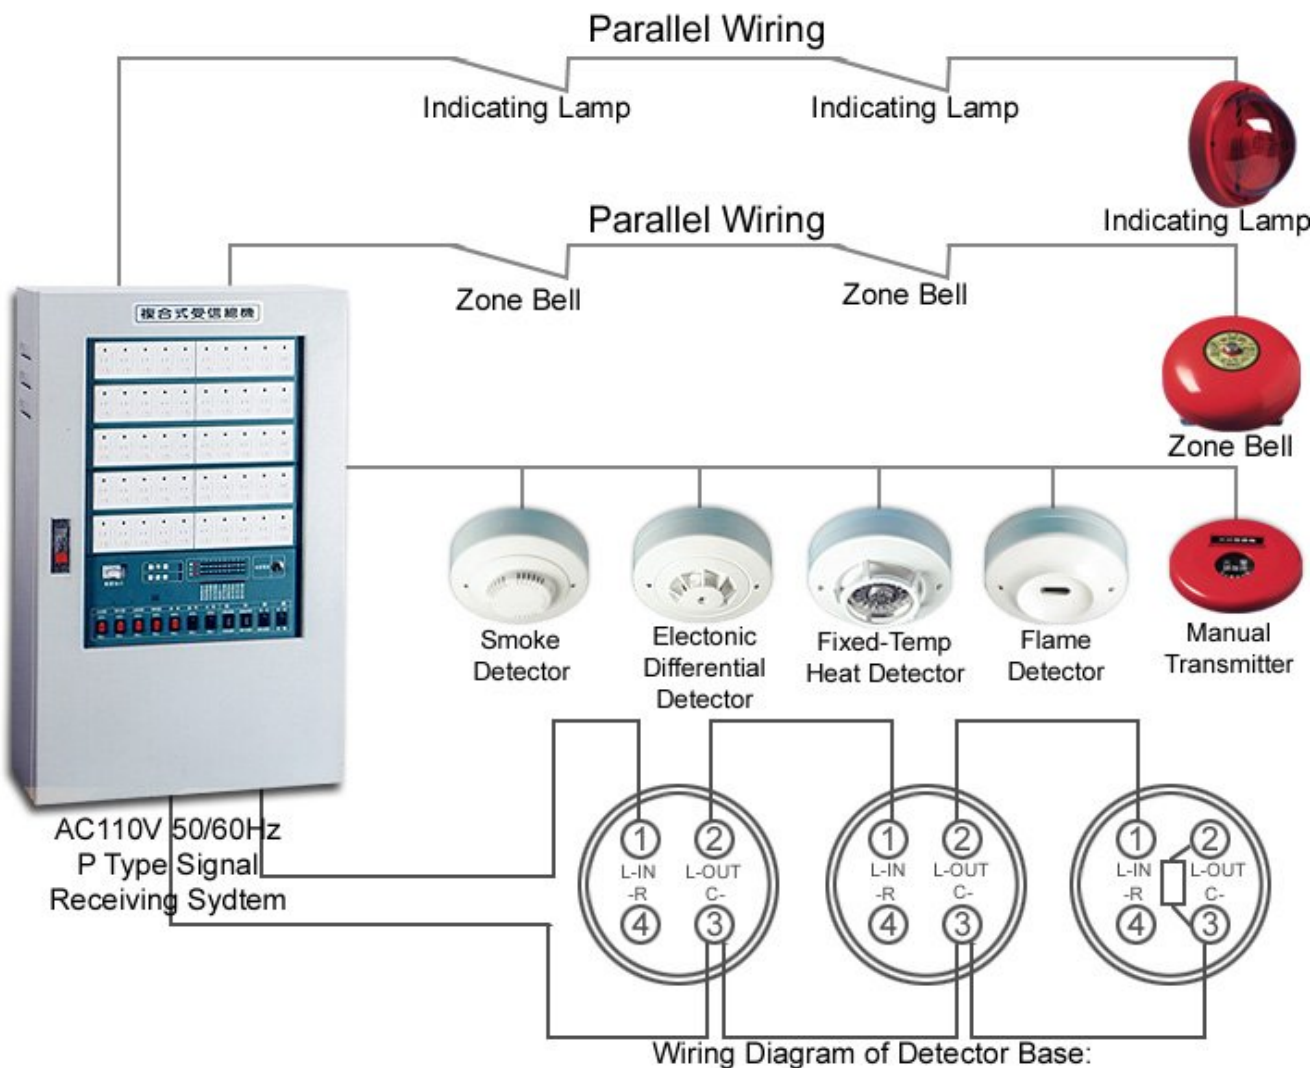 Parallel Wiring
Indicating Lamp
Indicating Lamp
Indicating Lamp
Parallel Wiring
Zone Bell
Zone Bell
Zone Bell
複合式受信總機
Smoke
Detector
Electonic
Differential
Detector
Fixed-Temp
Heat Detector
Flame
Detector
Manual
Transmitter
AC110V 50/60Hz
P Type Signal
Receiving Sydtem
1 2
L-IN L-OUT
-R C-
4 3
1 2
L-IN L-OUT
-R C-
4 3
1 2
L-IN L-OUT
-R C-
4 3
Wiring Diagram of Detector Base: